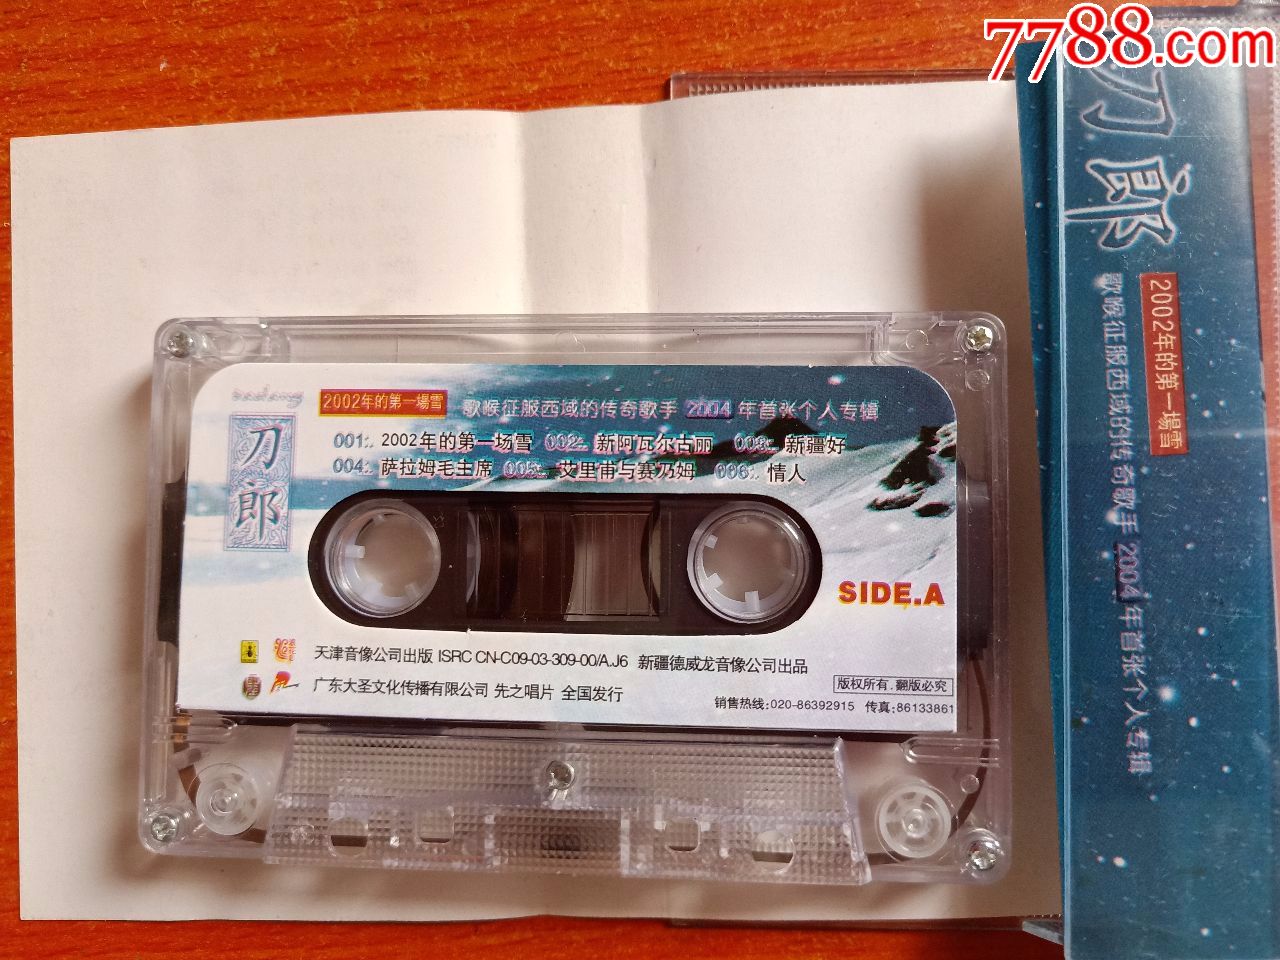 7788.com
刀郎
2002年的第一場雪
歌喉征服西域的传奇歌手 2004 年首张个人专辑
刀郎
2002年的第一場雪 歌喉征服西域的传奇歌手 2004 年首张个人专辑
001:. 2002年的第一场雪 002:. 新阿瓦尔古丽 003:. 新疆好
004:. 萨拉姆毛主席 005:. 艾里甫与赛乃姆 006:. 情人
SIDE.A
天津音像公司出版 ISRC CN-C09-03-309-00/A.J6 新疆德威龙音像公司出品
广东大圣文化传播有限公司 先之唱片 全国发行
版权所有.翻版必究
销售热线:020-86392915 传真:86133861